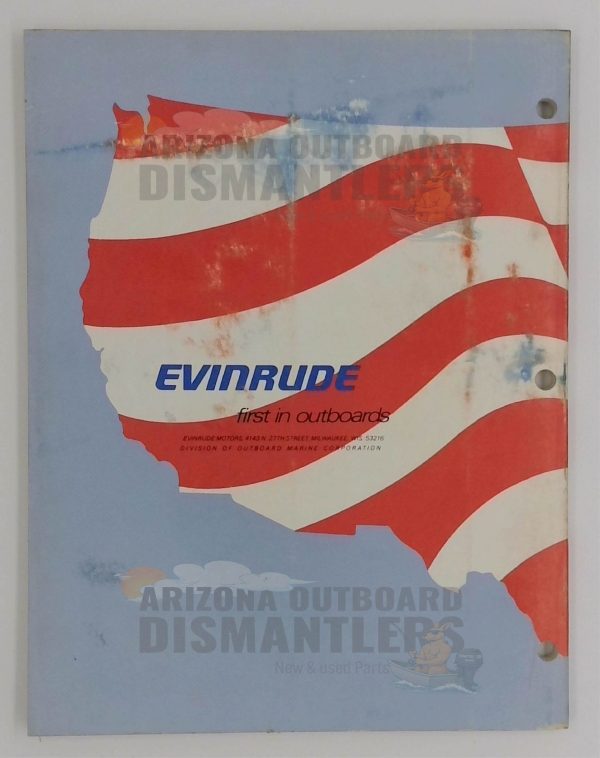 ARIZONA OUTBOARD
DISMANTLERS
EVINRUDE
first in outboards
EVINRUDE MOTORS, 4143 N. 27TH STREET, MILWAUKEE, WIS. 53216
DIVISION OF OUTBOARD MARINE CORPORATION
ARIZONA OUTBOARD
DISMANTLERS
New & used Parts